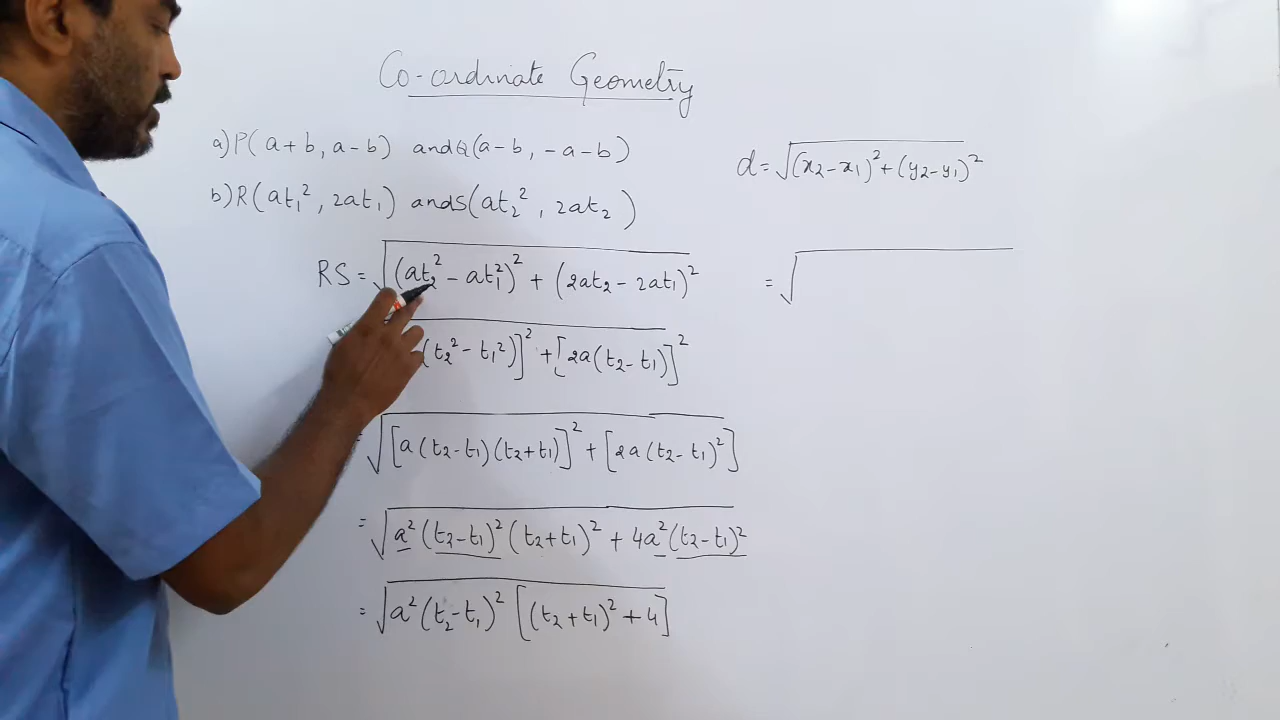 Co-ordinate Geometry
a) P(a+b, a-b) and Q(a-b, -a-b)
d = √(x₂-x₁)²+(y₂-y₁)²
b) R(at₁², 2at₁) and S(at₂², 2at₂)
RS = √(at₂² - at₁²)² + (2at₂ - 2at₁)²
(t₂² - t₁²)]² + [2a(t₂ - t₁)]²
= √[a(t₂-t₁)(t₂+t₁)]² + [2a(t₂-t₁)²]
= √a²(t₂-t₁)²(t₂+t₁)² + 4a²(t₂-t₁)²
= √a²(t₂-t₁)² [(t₂+t₁)² + 4]
= √